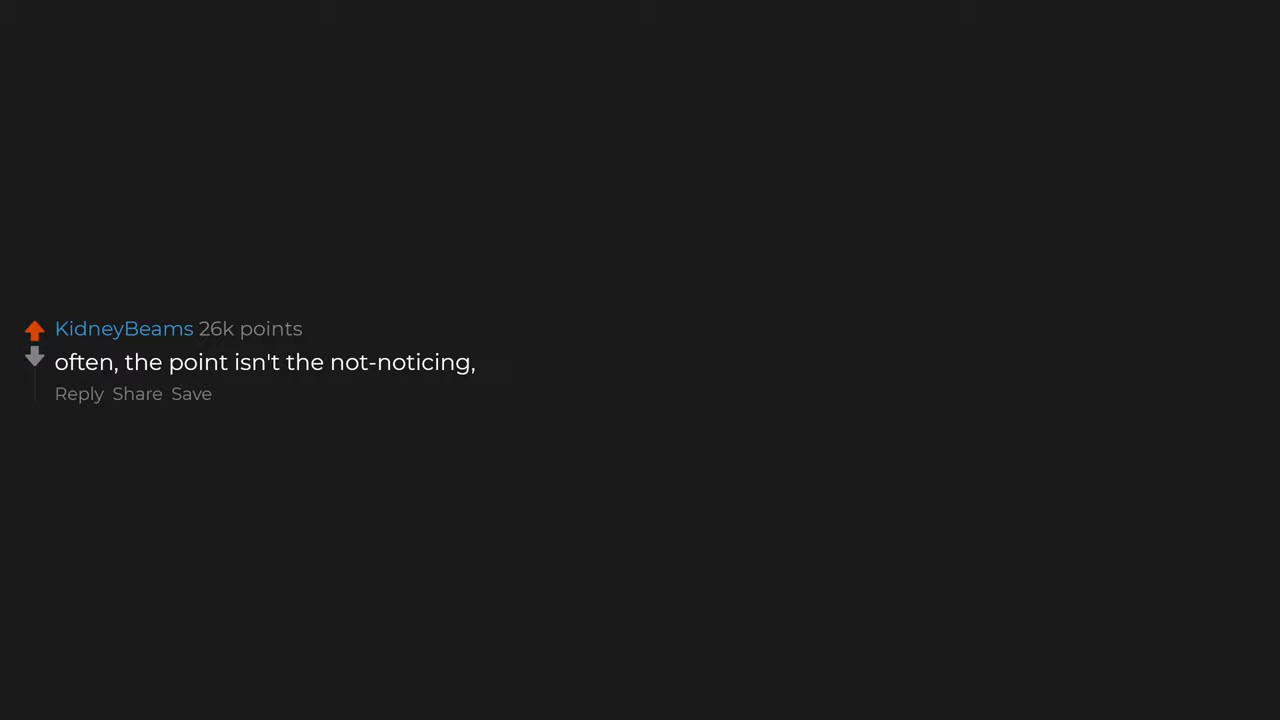 KidneyBeams 26k points
often, the point isn't the not-noticing,
Reply Share Save